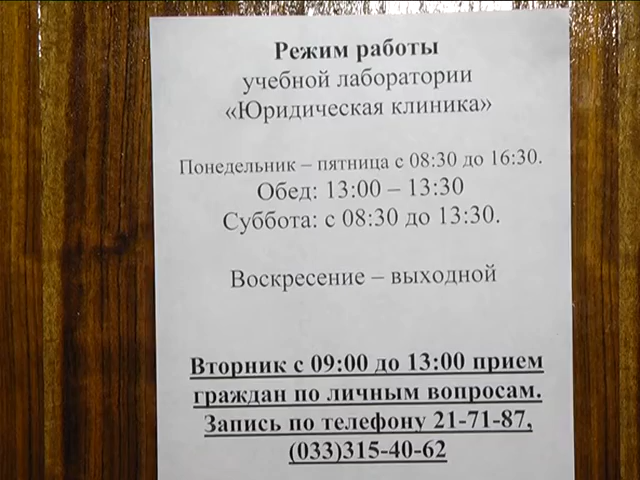 Режим работы
учебной лаборатории
«Юридическая клиника»
Понедельник – пятница с 08:30 до 16:30.
Обед: 13:00 – 13:30
Суббота: с 08:30 до 13:30.
Воскресение – выходной
Вторник с 09:00 до 13:00 прием
граждан по личным вопросам.
Запись по телефону 21-71-87,
(033)315-40-62